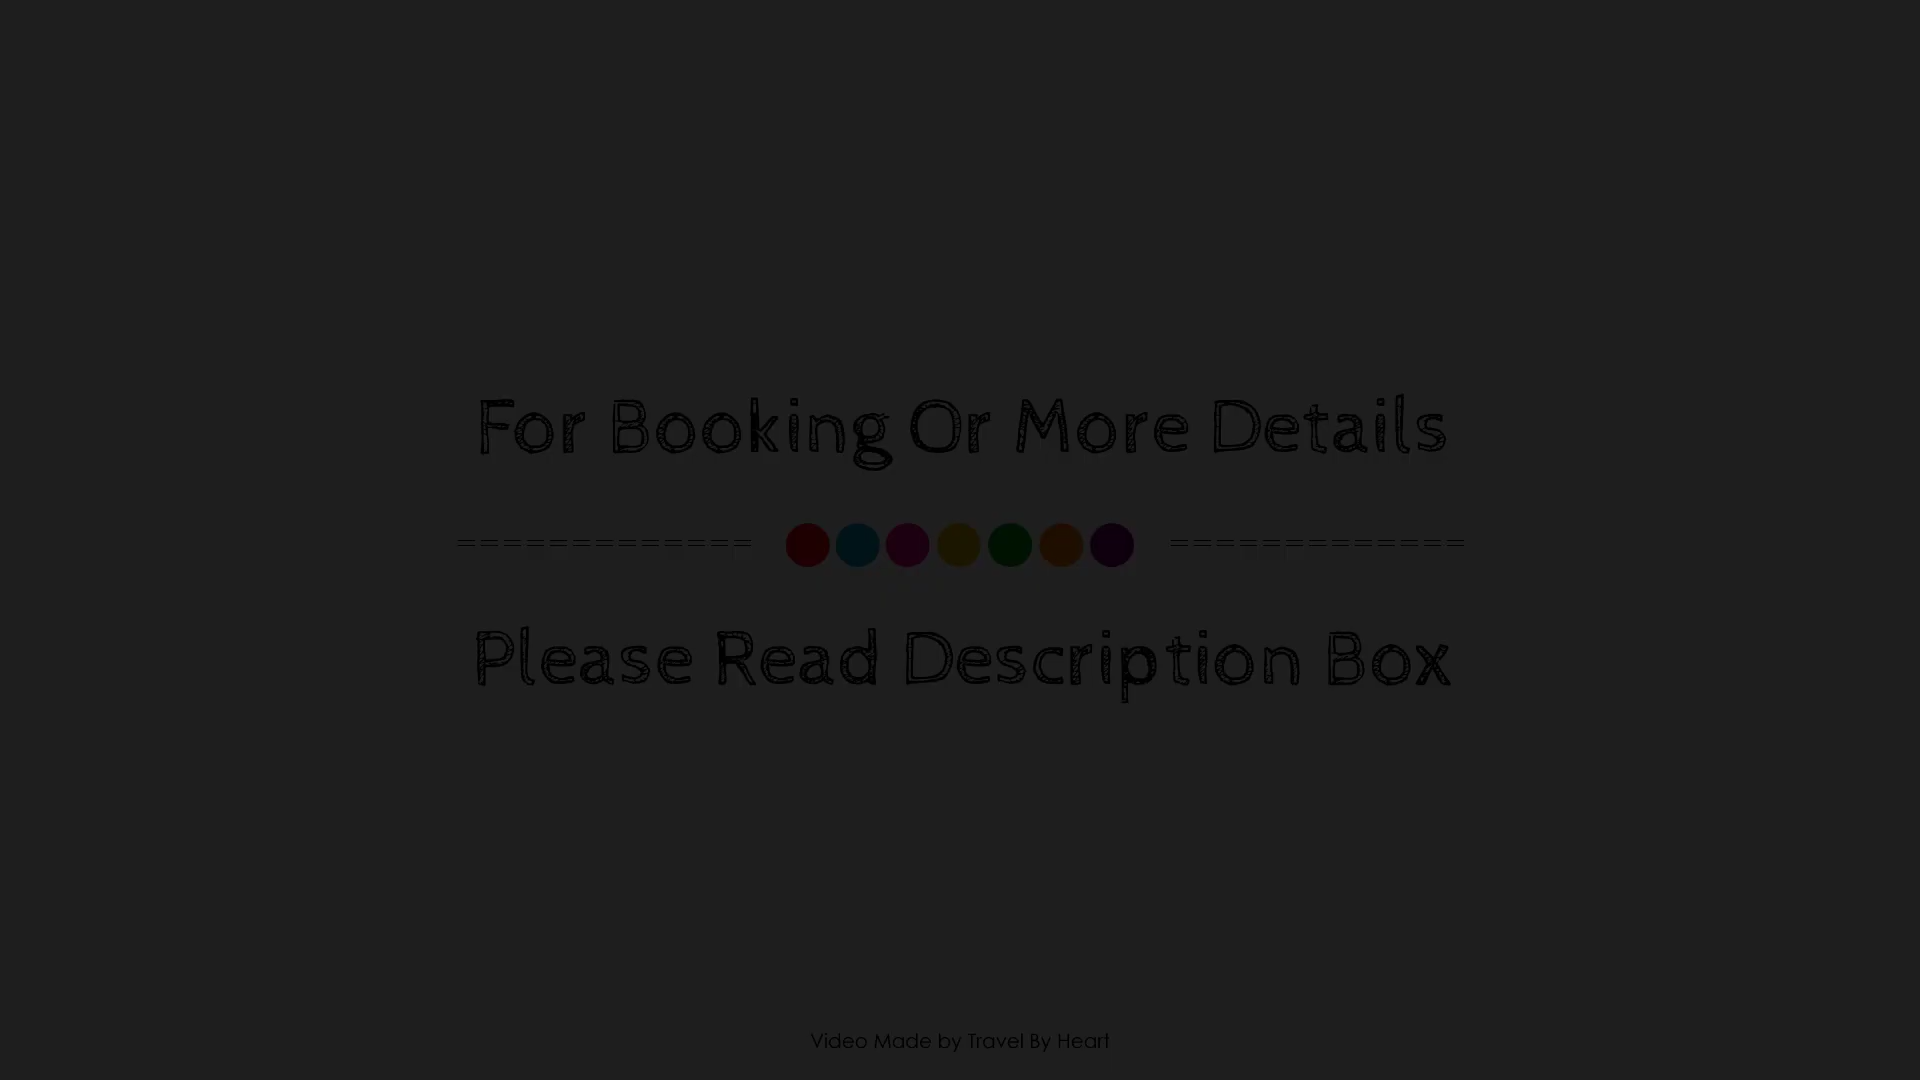 For Booking Or More Details
============= =============
Please Read Description Box
Video Made by Travel By Heart